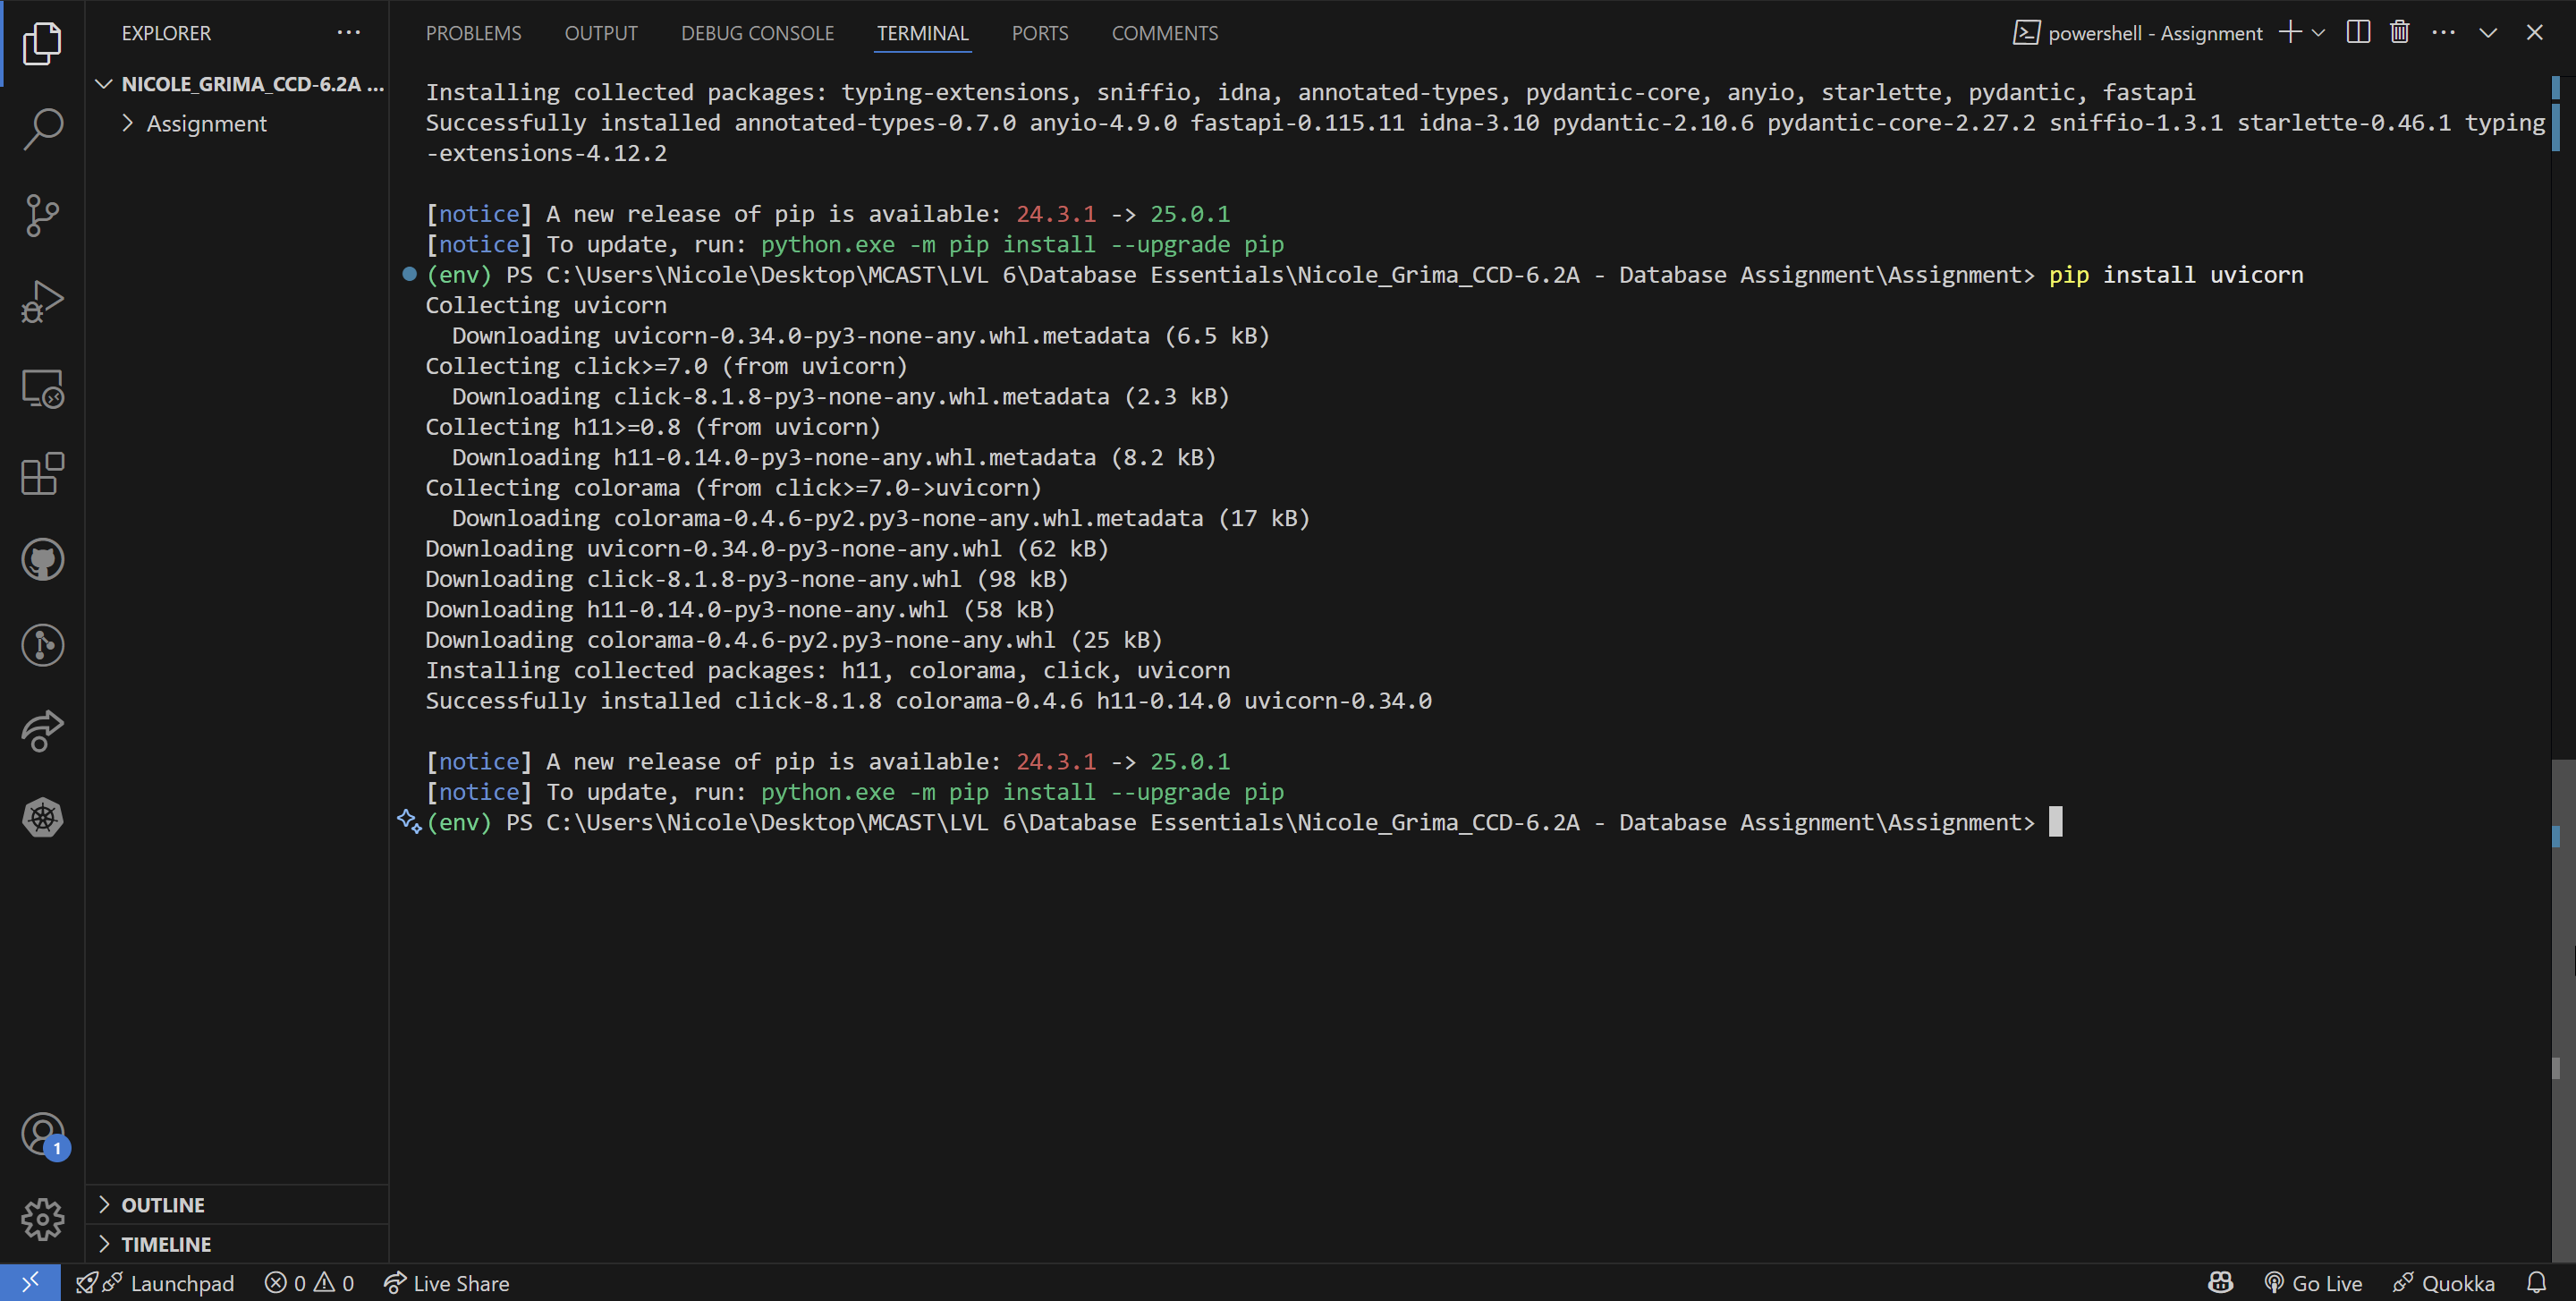 EXPLORER
PROBLEMS OUTPUT DEBUG CONSOLE TERMINAL PORTS COMMENTS
powershell - Assignment
NICOLE_GRIMA_CCD-6.2A ...
Assignment
Installing collected packages: typing-extensions, sniffio, idna, annotated-types, pydantic-core, anyio, starlette, pydantic, fastapi
Successfully installed annotated-types-0.7.0 anyio-4.9.0 fastapi-0.115.11 idna-3.10 pydantic-2.10.6 pydantic-core-2.27.2 sniffio-1.3.1 starlette-0.46.1 typing
-extensions-4.12.2
[notice] A new release of pip is available: 24.3.1 -> 25.0.1
[notice] To update, run: python.exe -m pip install --upgrade pip
(env) PS C:\Users\Nicole\Desktop\MCAST\LVL 6\Database Essentials\Nicole_Grima_CCD-6.2A - Database Assignment\Assignment> pip install uvicorn
Collecting uvicorn
  Downloading uvicorn-0.34.0-py3-none-any.whl.metadata (6.5 kB)
Collecting click>=7.0 (from uvicorn)
  Downloading click-8.1.8-py3-none-any.whl.metadata (2.3 kB)
Collecting h11>=0.8 (from uvicorn)
  Downloading h11-0.14.0-py3-none-any.whl.metadata (8.2 kB)
Collecting colorama (from click>=7.0->uvicorn)
  Downloading colorama-0.4.6-py2.py3-none-any.whl.metadata (17 kB)
Downloading uvicorn-0.34.0-py3-none-any.whl (62 kB)
Downloading click-8.1.8-py3-none-any.whl (98 kB)
Downloading h11-0.14.0-py3-none-any.whl (58 kB)
Downloading colorama-0.4.6-py2.py3-none-any.whl (25 kB)
Installing collected packages: h11, colorama, click, uvicorn
Successfully installed click-8.1.8 colorama-0.4.6 h11-0.14.0 uvicorn-0.34.0
[notice] A new release of pip is available: 24.3.1 -> 25.0.1
[notice] To update, run: python.exe -m pip install --upgrade pip
(env) PS C:\Users\Nicole\Desktop\MCAST\LVL 6\Database Essentials\Nicole_Grima_CCD-6.2A - Database Assignment\Assignment>
1
OUTLINE
TIMELINE
Launchpad 0 0 Live Share
Go Live Quokka